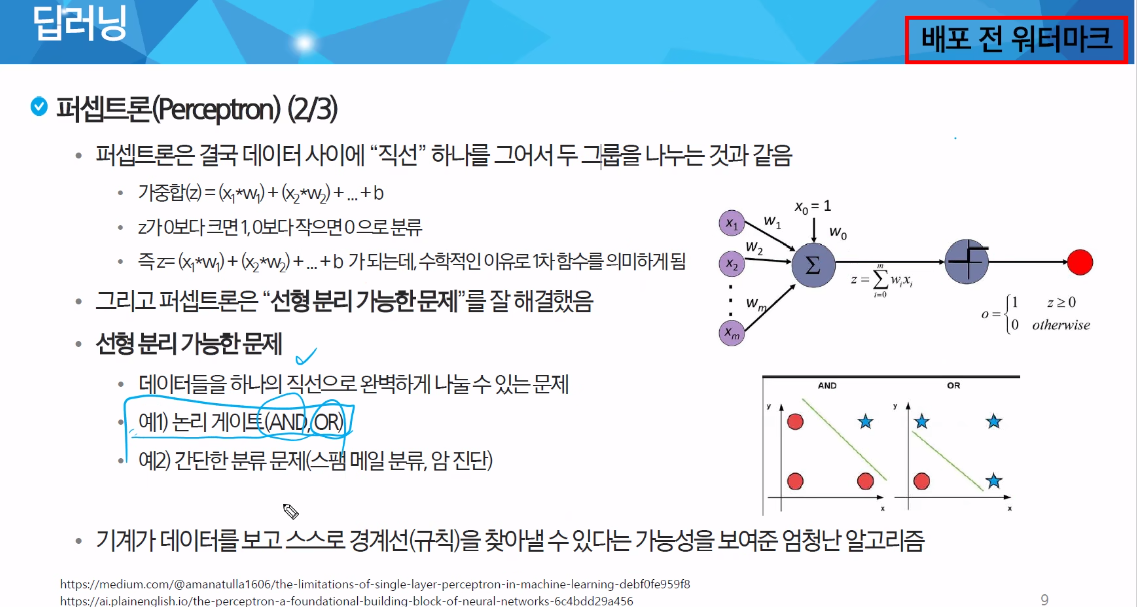 딥러닝
배포 전 워터마크
퍼셉트론(Perceptron) (2/3)
• 퍼셉트론은 결국 데이터 사이에 “직선” 하나를 그어서 두 그룹을 나누는 것과 같음
• 가중합(z) = (x₁*w₁) + (x₂*w₂) + ... + b
• z가 0보다 크면 1, 0보다 작으면 0 으로 분류
• 즉 z= (x₁*w₁) + (x₂*w₂) + ... + b 가 되는데, 수학적인 이유로 1차 함수를 의미하게 됨
• 그리고 퍼셉트론은 “선형 분리 가능한 문제”를 잘 해결했음
• 선형 분리 가능한 문제
• 데이터들을 하나의 직선으로 완벽하게 나눌 수 있는 문제
• 예1) 논리 게이트(AND, OR)
• 예2) 간단한 분류 문제(스팸 메일 분류, 암 진단)
• 기계가 데이터를 보고 스스로 경계선(규칙)을 찾아낼 수 있다는 가능성을 보여준 엄청난 알고리즘
x₀ = 1
x₁ w₁ w₀
x₂ w₂ Σ
z = Σ wᵢxᵢ
m
i=0
xₘ wₘ
o = { 1 z ≥ 0
0 otherwise
AND OR
y y
x x
https://medium.com/@amanatulla1606/the-limitations-of-single-layer-perceptron-in-machine-learning-debf0fe959f8
https://ai.plainenglish.io/the-perceptron-a-foundational-building-block-of-neural-networks-6c4bdd29a456
9